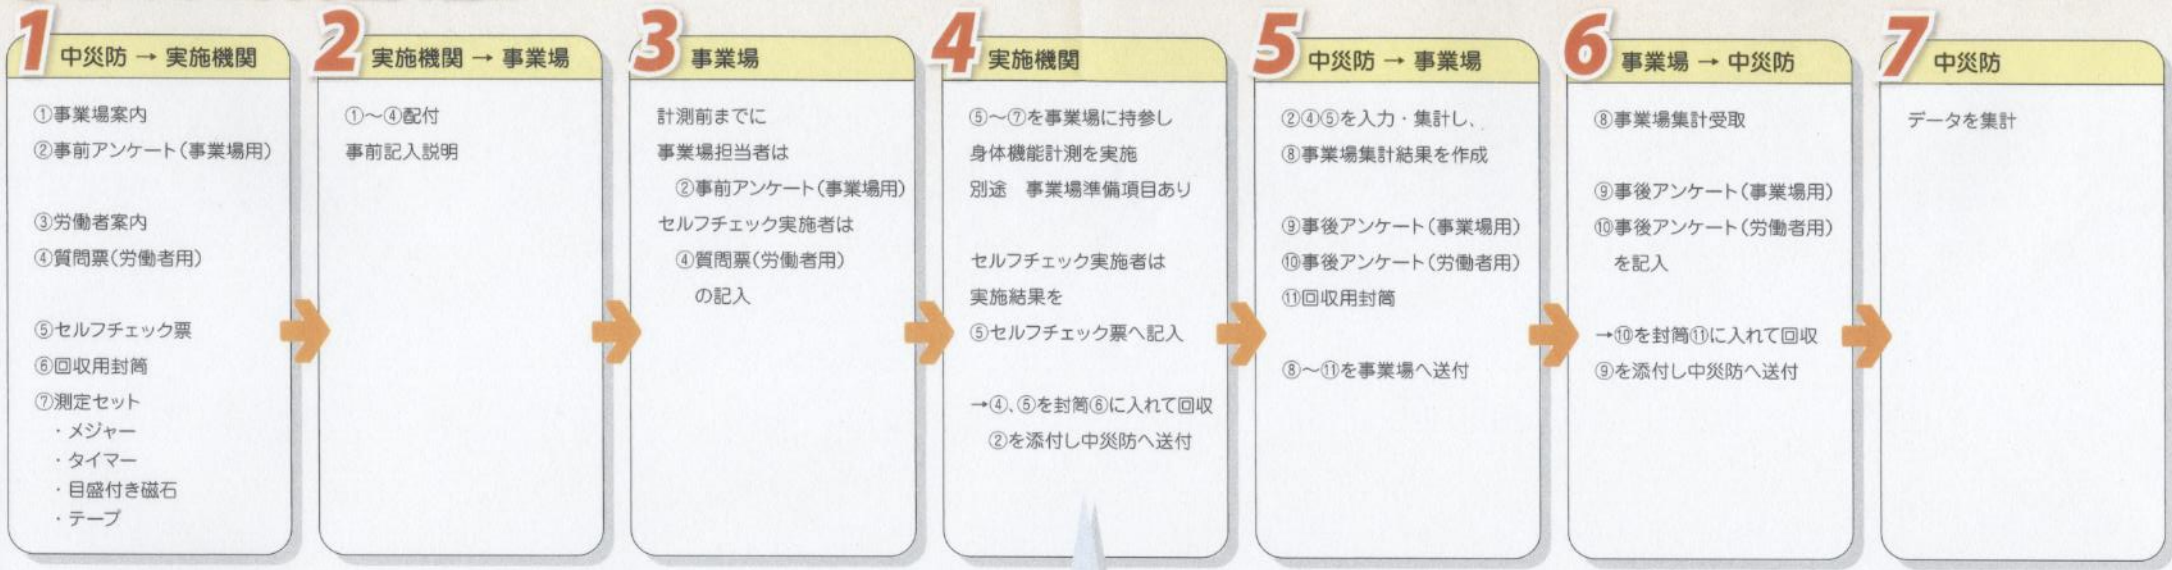 1 中災防 → 実施機関
①事業場案内
②事前アンケート(事業場用)
③労働者案内
④質問票(労働者用)
⑤セルフチェック票
⑥回収用封筒
⑦測定セット
・メジャー
・タイマー
・目盛付き磁石
・テープ
2 実施機関 → 事業場
①～④配付
事前記入説明
3 事業場
計測前までに
事業場担当者は
②事前アンケート(事業場用)
セルフチェック実施者は
④質問票(労働者用)
の記入
4 実施機関
⑤～⑦を事業場に持参し
身体機能計測を実施
別途 事業場準備項目あり
セルフチェック実施者は
実施結果を
⑤セルフチェック票へ記入
→④、⑤を封筒⑥に入れて回収
②を添付し中災防へ送付
5 中災防 → 事業場
②④⑤を入力・集計し、
⑧事業場集計結果を作成
⑨事後アンケート(事業場用)
⑩事後アンケート(労働者用)
⑪回収用封筒
⑧～⑪を事業場へ送付
6 事業場 → 中災防
⑧事業場集計受取
⑨事後アンケート(事業場用)
⑩事後アンケート(労働者用)
を記入
→⑩を封筒⑪に入れて回収
⑨を添付し中災防へ送付
7 中災防
データを集計